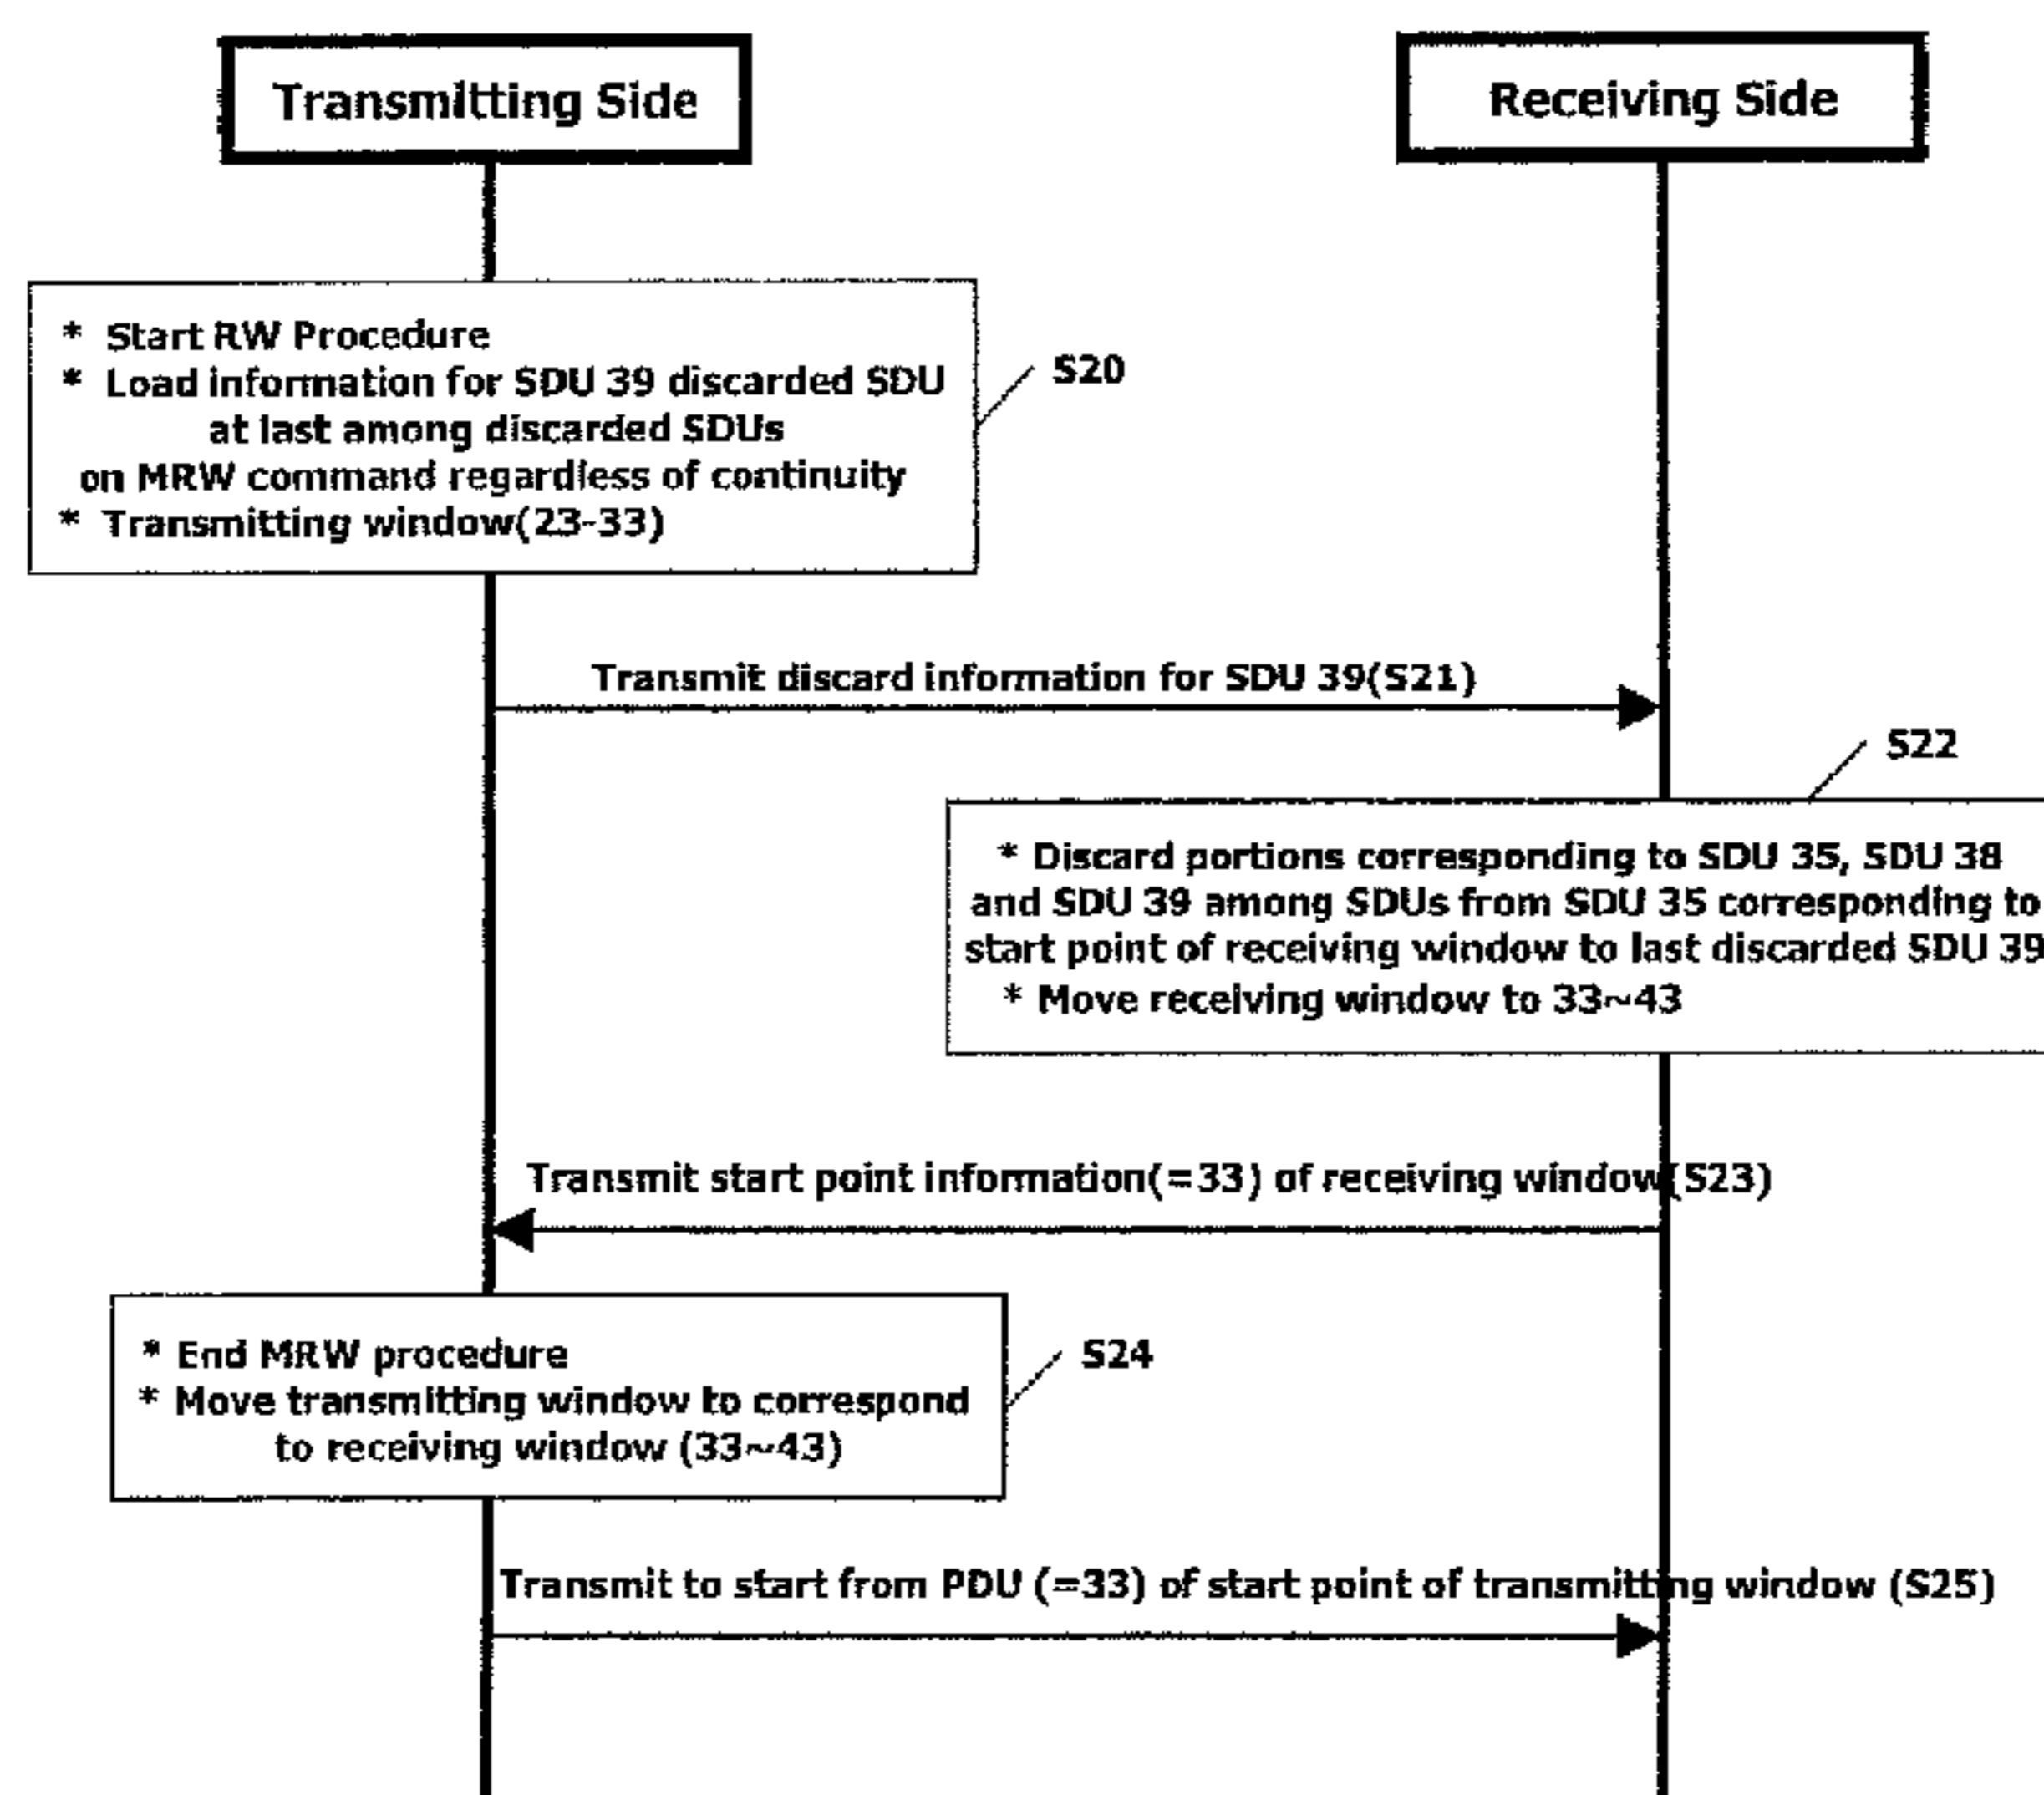 Transmitting Side
Receiving Side
* Start RW Procedure
* Load information for SDU 39 discarded SDU
at last among discarded SDUs
on MRW command regardless of continuity
* Transmitting window(23-33)
S20
Transmit discard information for SDU 39(S21)
S22
* Discard portions corresponding to SDU 35, SDU 38
and SDU 39 among SDUs from SDU 35 corresponding to
start point of receiving window to last discarded SDU 39
* Move receiving window to 33~43
Transmit start point information(=33) of receiving window(S23)
* End MRW procedure
* Move transmitting window to correspond
to receiving window (33~43)
S24
Transmit to start from PDU (=33) of start point of transmitting window (S25)